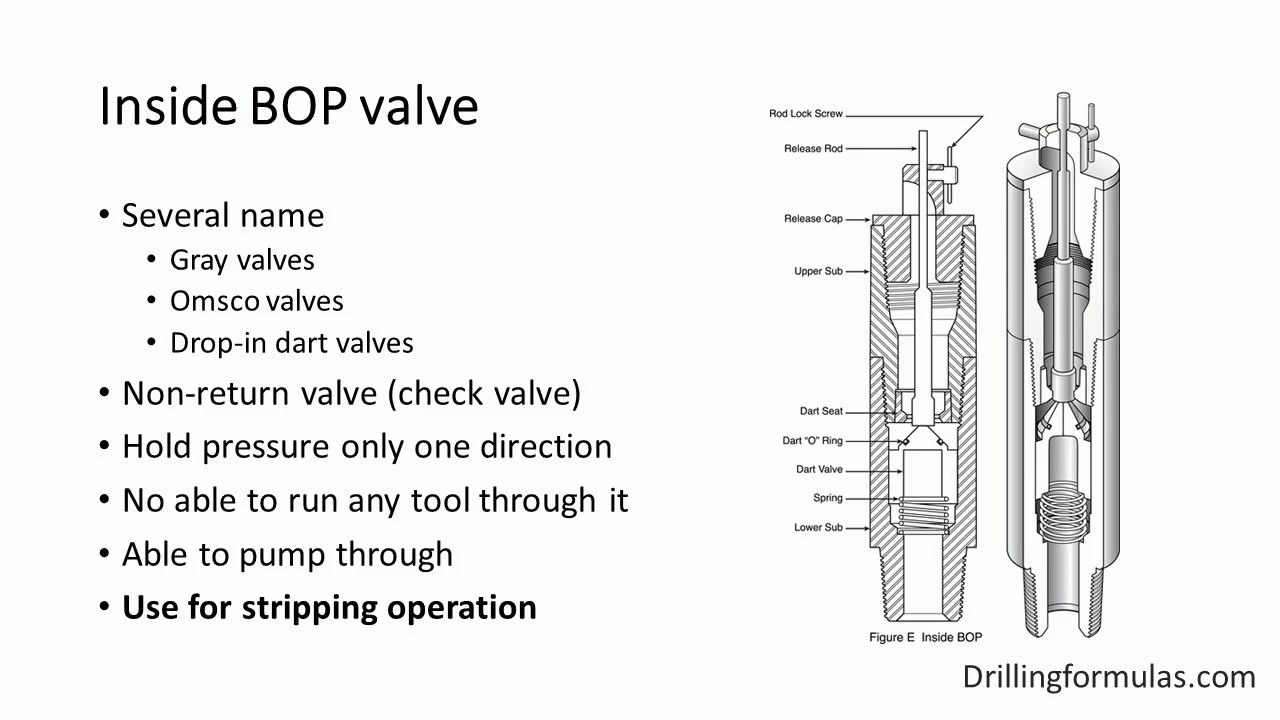 Inside BOP valve
• Several name
• Gray valves
• Omsco valves
• Drop-in dart valves
• Non-return valve (check valve)
• Hold pressure only one direction
• No able to run any tool through it
• Able to pump through
• Use for stripping operation
Rod Lock Screw
Release Rod
Release Cap
Upper Sub
Dart Seat
Dart "O" Ring
Dart Valve
Spring
Lower Sub
Figure E Inside BOP
Drillingformulas.com